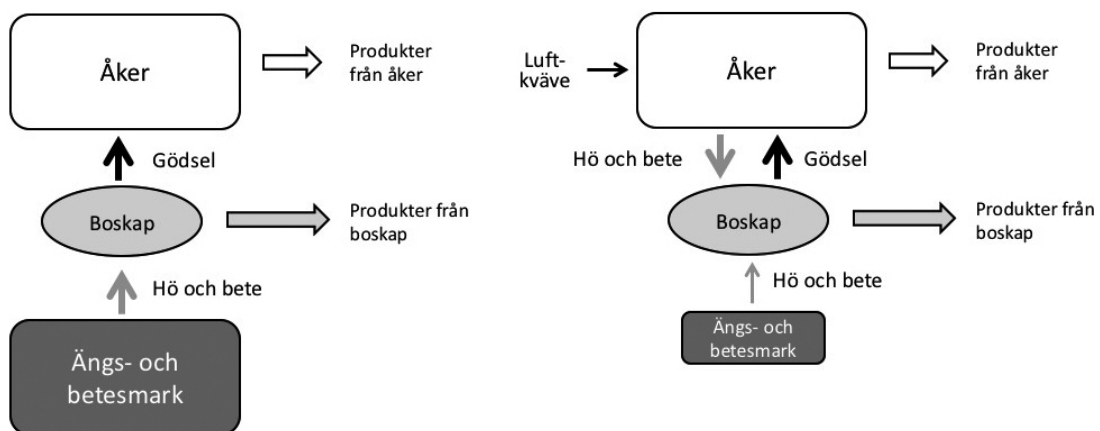 Åker
Produkter
från åker
Gödsel
Boskap
Produkter från
boskap
Hö och bete
Ängs- och
betesmark
Luft-
kväve
Åker
Produkter
från åker
Hö och bete
Gödsel
Boskap
Produkter från
boskap
Hö och bete
Ängs- och
betesmark